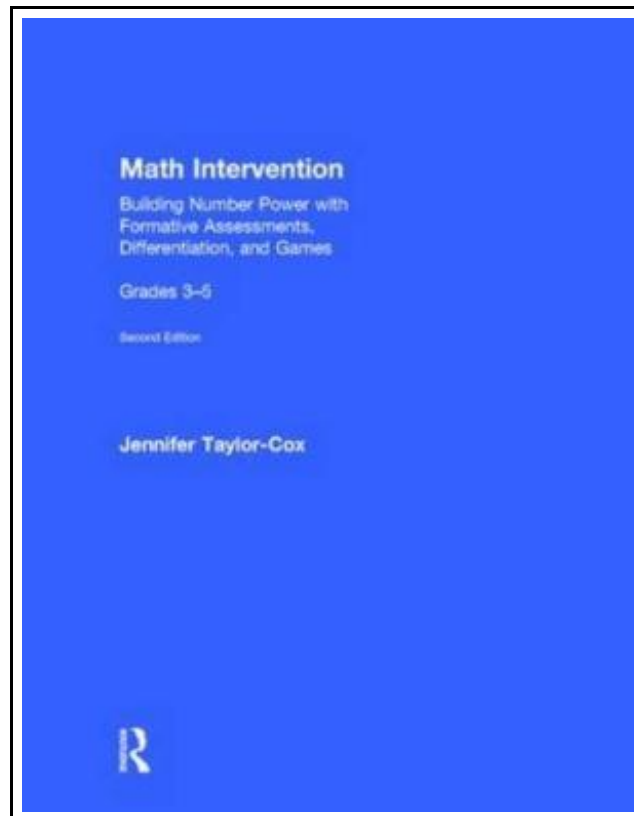 Math Intervention
Building Number Power with
Formative Assessments,
Differentiation, and Games
Grades 3–5
Second Edition
Jennifer Taylor-Cox
R